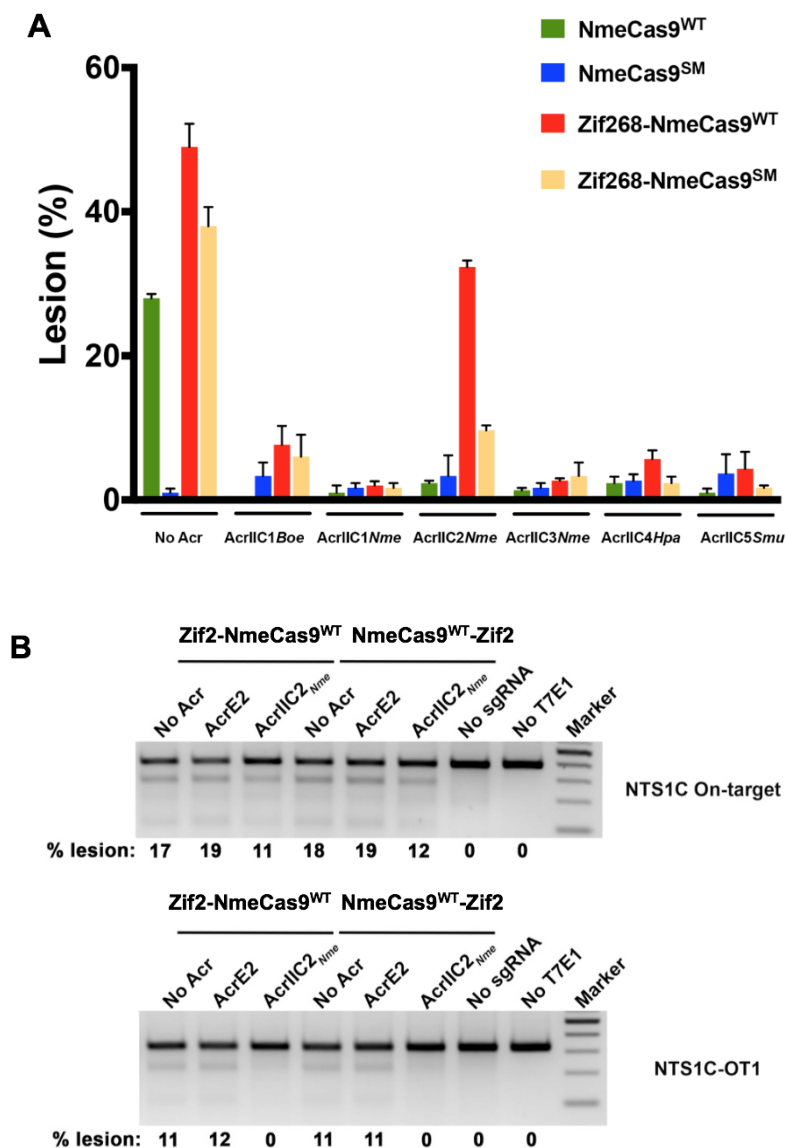 A
NmeCas9WT
NmeCas9SM
Zif268-NmeCas9WT
Zif268-NmeCas9SM
Lesion (%)
60
40
20
0
No Acr AcrIIC1Boe AcrIIC1Nme AcrIIC2Nme AcrIIC3Nme AcrIIC4Hpa AcrIIC5Smu
B
Zif2-NmeCas9WT NmeCas9WT-Zif2
No Acr AcrE2 AcrIIC2Nme No Acr AcrE2 AcrIIC2Nme No sgRNA No T7E1 Marker
NTS1C On-target
% lesion: 17 19 11 18 19 12 0 0
Zif2-NmeCas9WT NmeCas9WT-Zif2
No Acr AcrE2 AcrIIC2Nme No Acr AcrE2 AcrIIC2Nme No sgRNA No T7E1 Marker
NTS1C-OT1
% lesion: 11 12 0 11 11 0 0 0